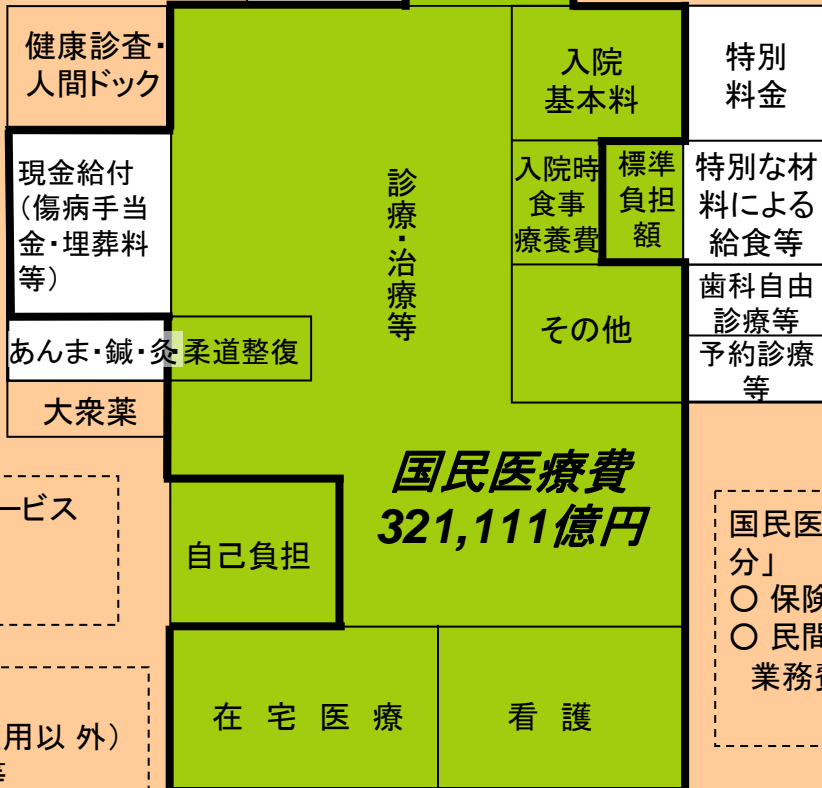 健康診査・
人間ドック
入院
基本料
特別
料金
現金給付
（傷病手当
金・埋葬料
等）
診療・治療等
入院時
食事
療養費
標準
負担
額
特別な材
料による
給食等
歯科自由
診療等
その他
あんま・鍼・灸・柔道整復
予約診療
等
大衆薬
国民医療費
321,111億円
ービス
自己負担
国民医
分」
○ 保険
○ 民間
業務費
在 宅 医 療
看 護
用以 外）
等